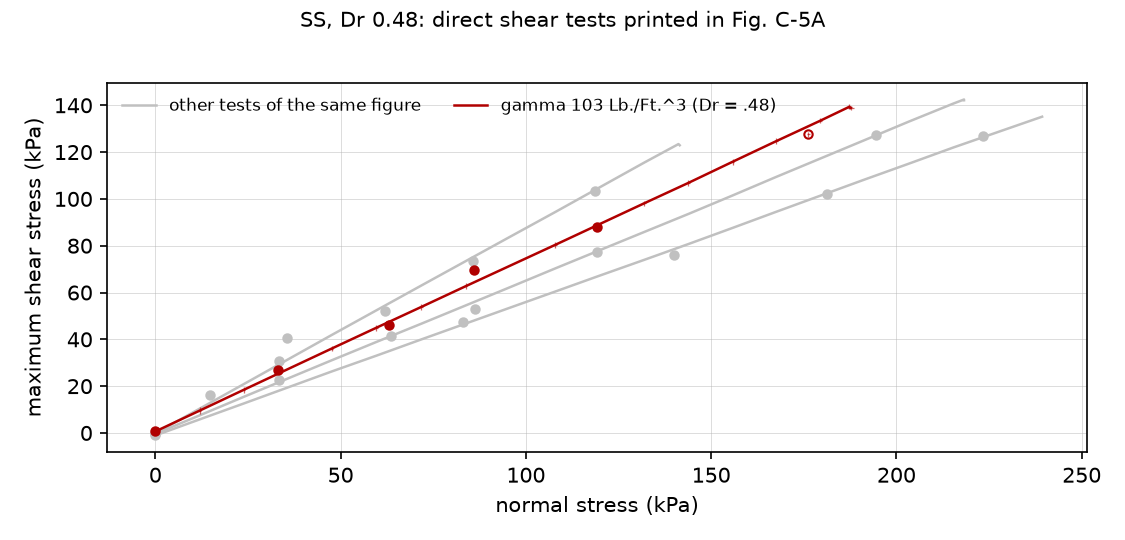 SS, Dr 0.48: direct shear tests printed in Fig. C-5A
other tests of the same figure
gamma 103 Lb./Ft.^3 (Dr = .48)
maximum shear stress (kPa)
140
120
100
80
60
40
20
0
0 50 100 150 200 250
normal stress (kPa)